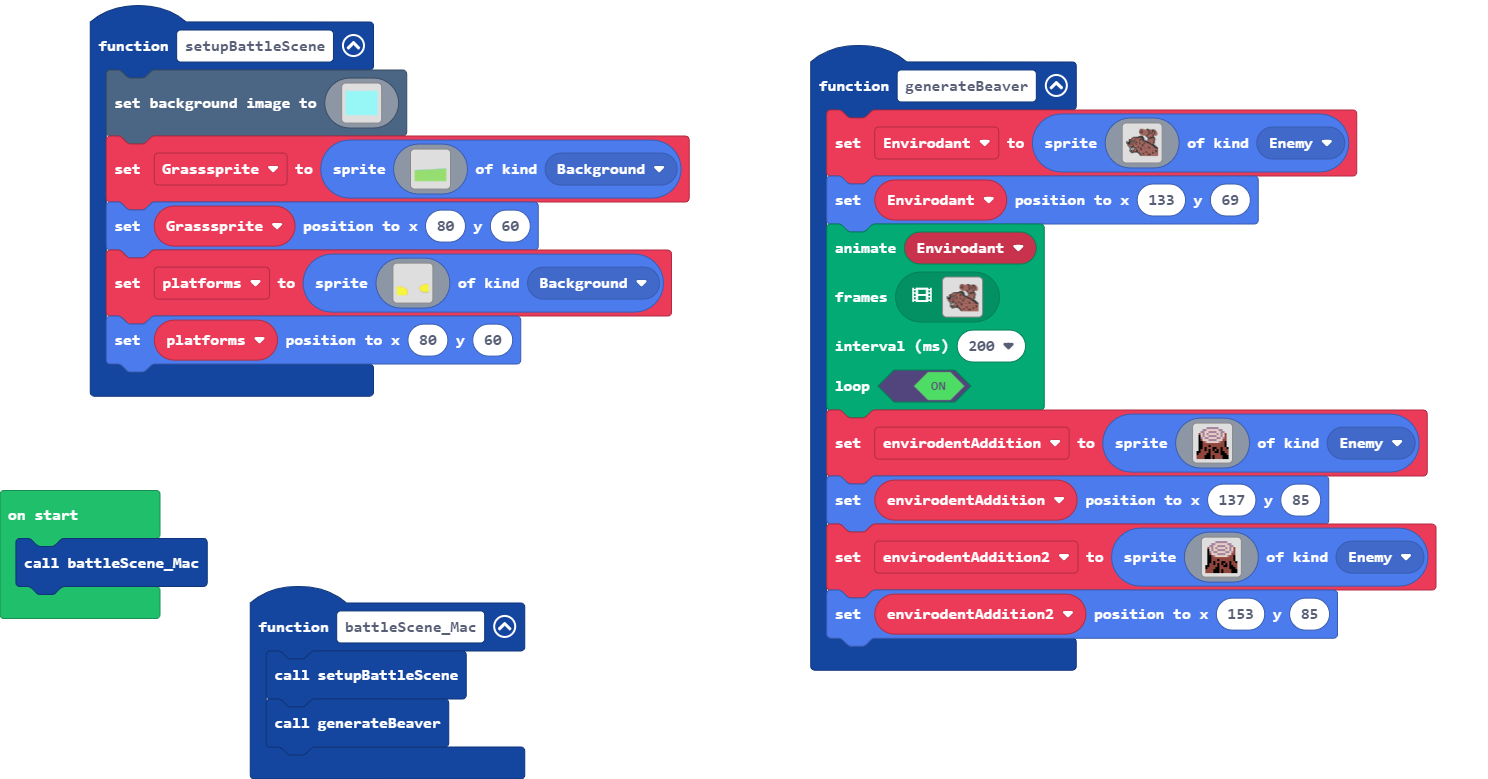 function setupBattleScene
set background image to
set Grasssprite to sprite of kind Background
set Grasssprite position to x 80 y 60
set platforms to sprite of kind Background
set platforms position to x 80 y 60
on start
call battleScene_Mac
function battleScene_Mac
call setupBattleScene
call generateBeaver
function generateBeaver
set Envirodant to sprite of kind Enemy
set Envirodant position to x 133 y 69
animate Envirodant
frames
interval (ms) 200
loop ON
set envirodentAddition to sprite of kind Enemy
set envirodentAddition position to x 137 y 85
set envirodentAddition2 to sprite of kind Enemy
set envirodentAddition2 position to x 153 y 85